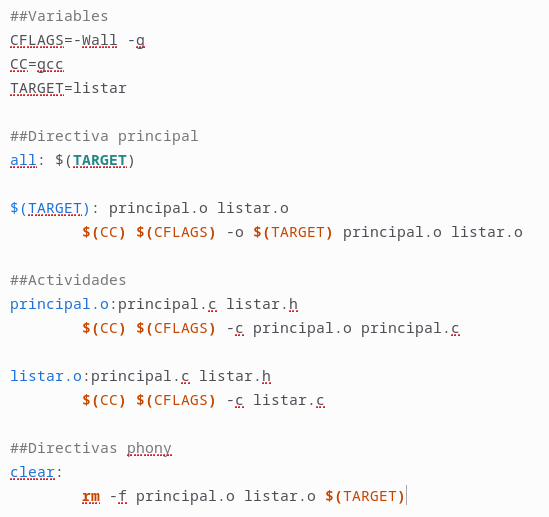 ##Variables
CFLAGS=-Wall -g
CC=gcc
TARGET=listar
##Directiva principal
all: $(TARGET)
$(TARGET): principal.o listar.o
$(CC) $(CFLAGS) -o $(TARGET) principal.o listar.o
##Actividades
principal.o:principal.c listar.h
$(CC) $(CFLAGS) -c principal.o principal.c
listar.o:principal.c listar.h
$(CC) $(CFLAGS) -c listar.c
##Directivas phony
clear:
rm -f principal.o listar.o $(TARGET)